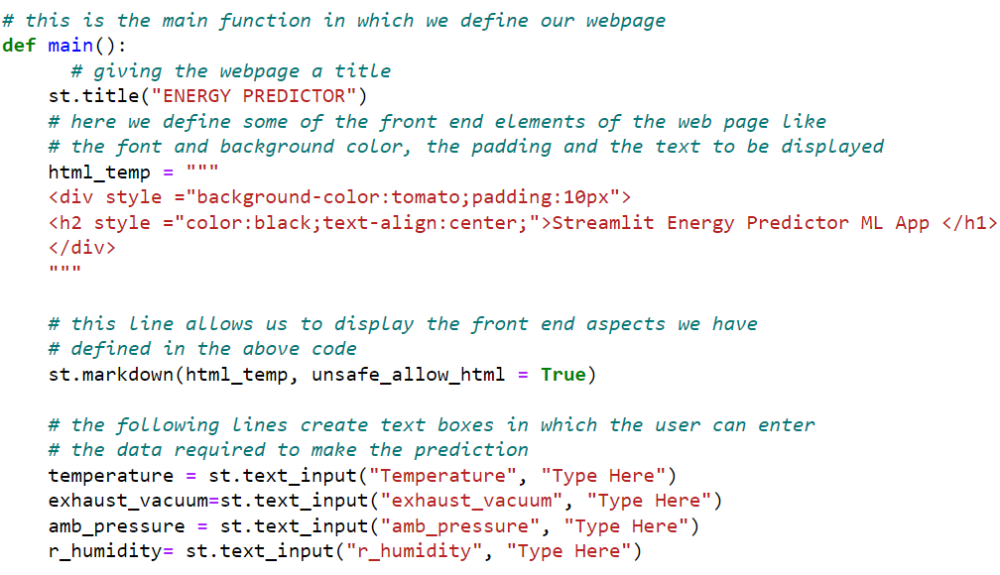 # this is the main function in which we define our webpage
def main():
# giving the webpage a title
st.title("ENERGY PREDICTOR")
# here we define some of the front end elements of the web page like
# the font and background color, the padding and the text to be displayed
html_temp = """
<div style ="background-color:tomato;padding:10px">
<h2 style ="color:black;text-align:center;">Streamlit Energy Predictor ML App </h1>
</div>
"""
# this line allows us to display the front end aspects we have
# defined in the above code
st.markdown(html_temp, unsafe_allow_html = True)
# the following lines create text boxes in which the user can enter
# the data required to make the prediction
temperature = st.text_input("Temperature", "Type Here")
exhaust_vacuum=st.text_input("exhaust_vacuum", "Type Here")
amb_pressure = st.text_input("amb_pressure", "Type Here")
r_humidity= st.text_input("r_humidity", "Type Here")